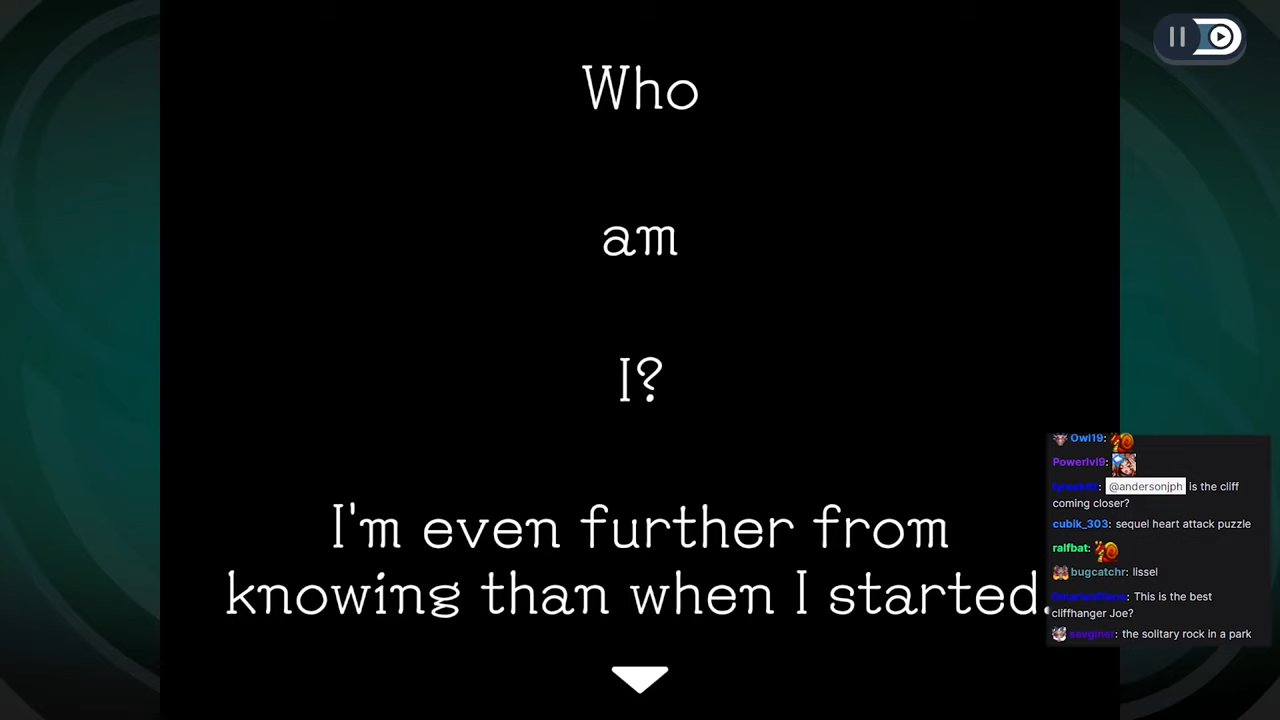 Who
am
I?
I'm even further from
knowing than when I started.
Owl19:
Powerlvl9:
@andersonjph is the cliff
coming closer?
cubik_303: sequel heart attack puzzle
ralfbat:
bugcatchr: lissel
This is the best
cliffhanger Joe?
savginer: the solitary rock in a park